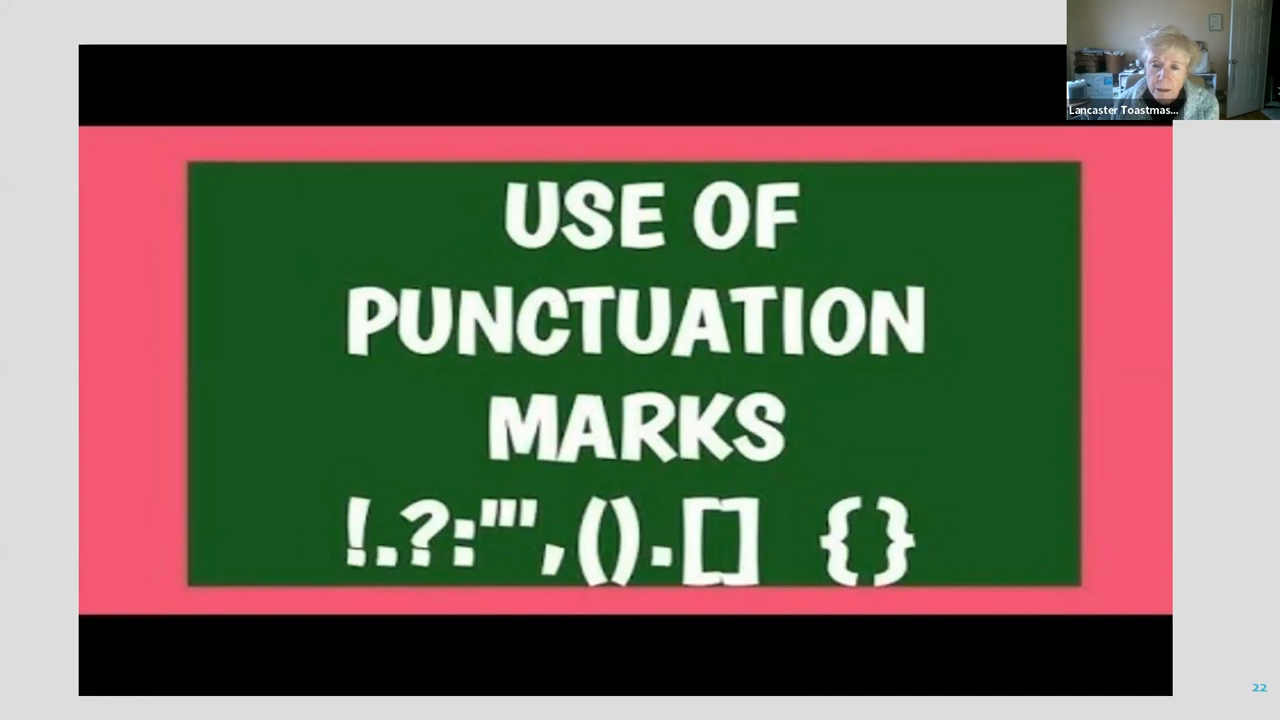 Lancaster Toastmas...
USE OF
PUNCTUATION
MARKS
!.?:"',().[] {}
22